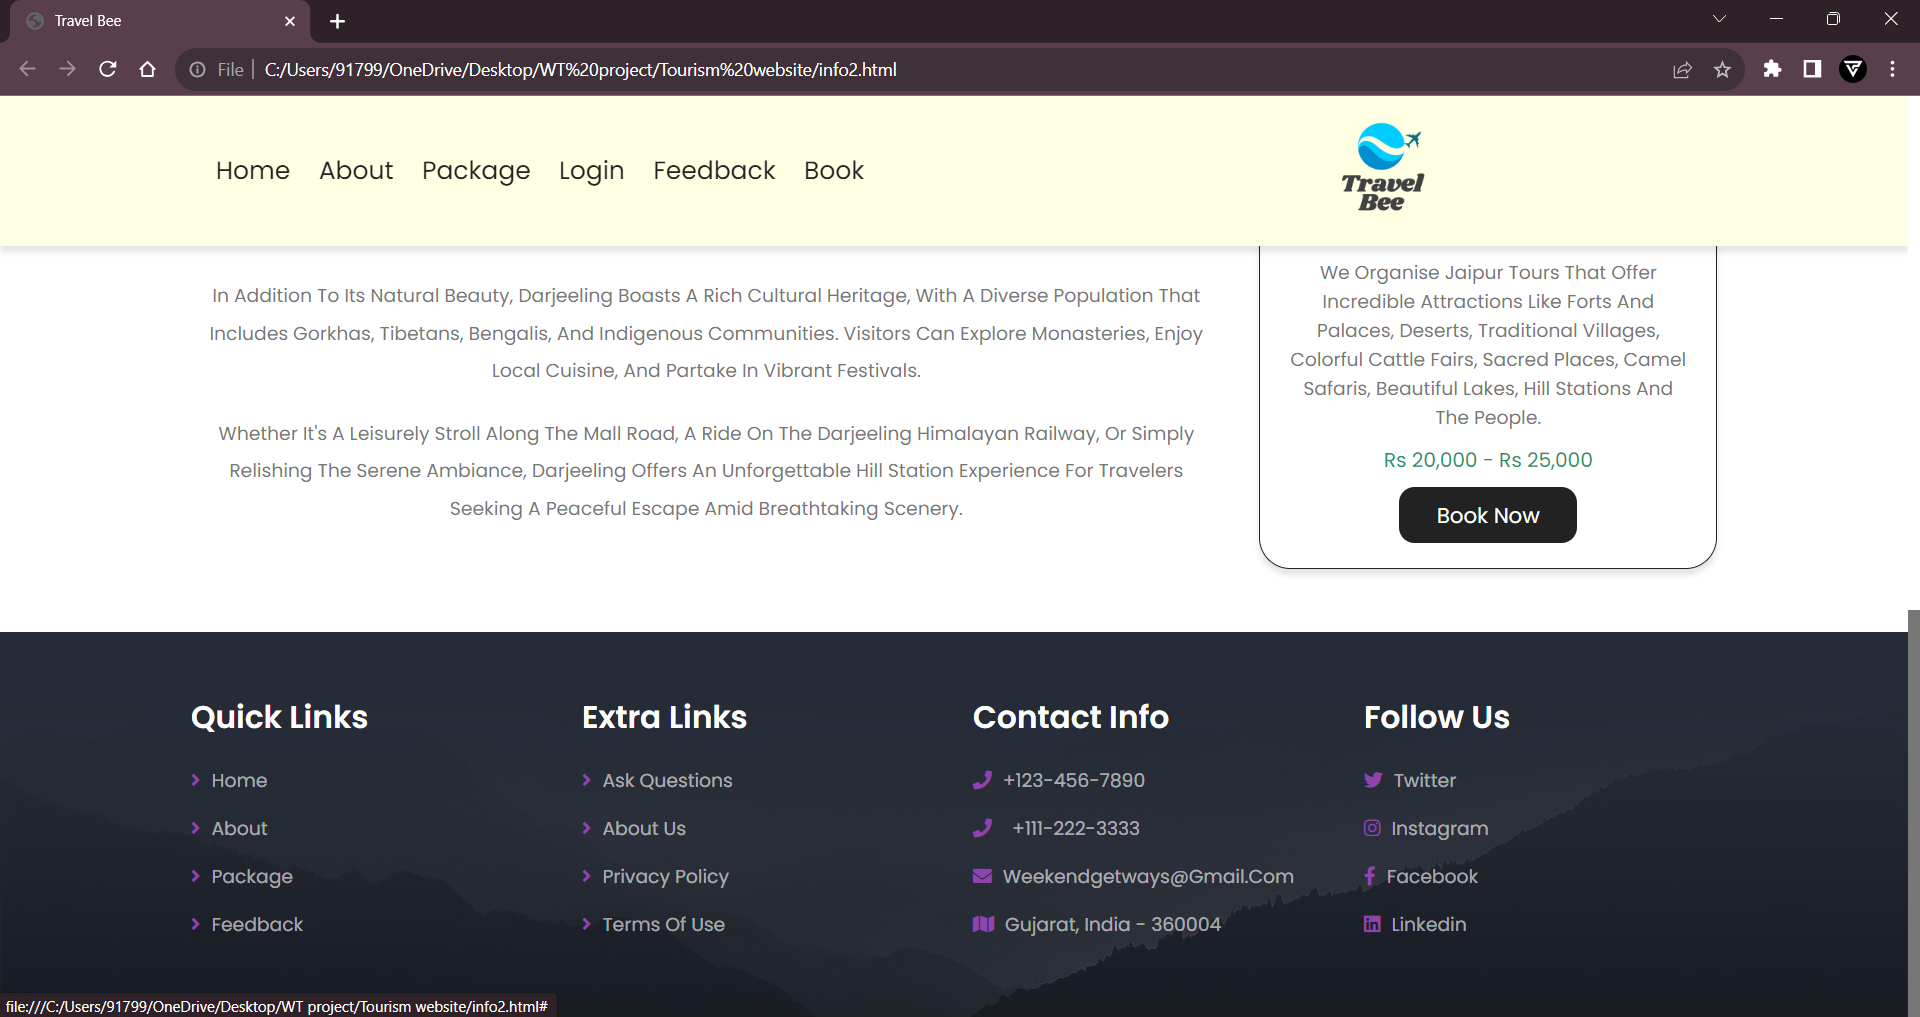 Travel Bee
File
C:/Users/91799/OneDrive/Desktop/WT%20project/Tourism%20website/info2.html
Home About Package Login Feedback Book
Travel
Bee
In Addition To Its Natural Beauty, Darjeeling Boasts A Rich Cultural Heritage, With A Diverse Population That
Includes Gorkhas, Tibetans, Bengalis, And Indigenous Communities. Visitors Can Explore Monasteries, Enjoy
Local Cuisine, And Partake In Vibrant Festivals.
Whether It's A Leisurely Stroll Along The Mall Road, A Ride On The Darjeeling Himalayan Railway, Or Simply
Relishing The Serene Ambiance, Darjeeling Offers An Unforgettable Hill Station Experience For Travelers
Seeking A Peaceful Escape Amid Breathtaking Scenery.
We Organise Jaipur Tours That Offer
Incredible Attractions Like Forts And
Palaces, Deserts, Traditional Villages,
Colorful Cattle Fairs, Sacred Places, Camel
Safaris, Beautiful Lakes, Hill Stations And
The People.
Rs 20,000 - Rs 25,000
Book Now
Quick Links
Home
About
Package
Feedback
Extra Links
Ask Questions
About Us
Privacy Policy
Terms Of Use
Contact Info
+123-456-7890
+111-222-3333
Weekendgetways@Gmail.Com
Gujarat, India - 360004
Follow Us
Twitter
Instagram
Facebook
Linkedin
file:///C:/Users/91799/OneDrive/Desktop/WT project/Tourism website/info2.html#